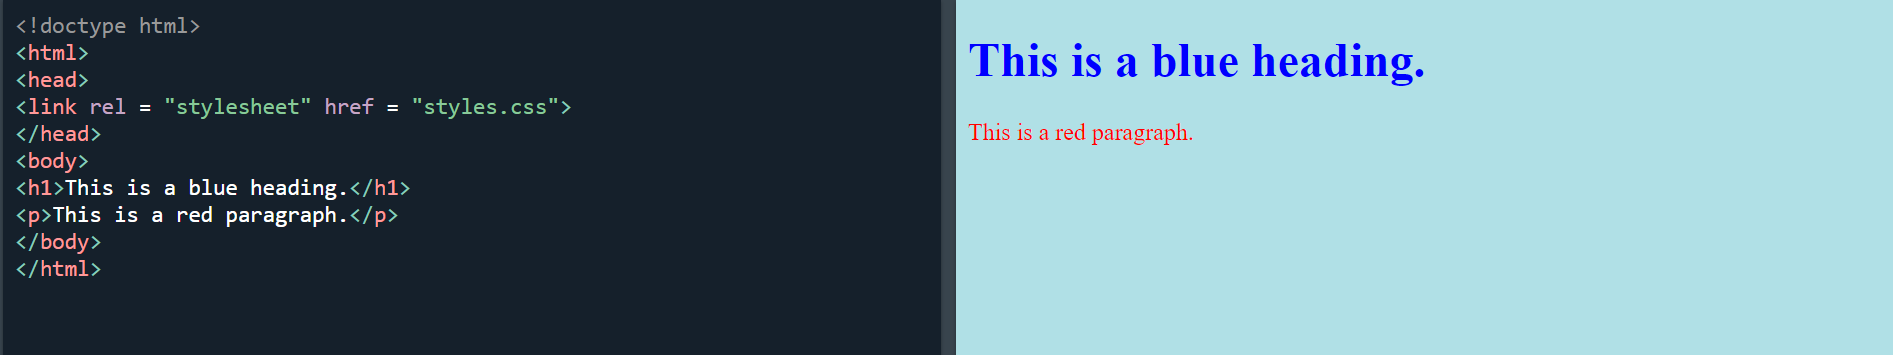 <!doctype html>
<html>
<head>
<link rel = "stylesheet" href = "styles.css">
</head>
<body>
<h1>This is a blue heading.</h1>
<p>This is a red paragraph.</p>
</body>
</html>
This is a blue heading.
This is a red paragraph.